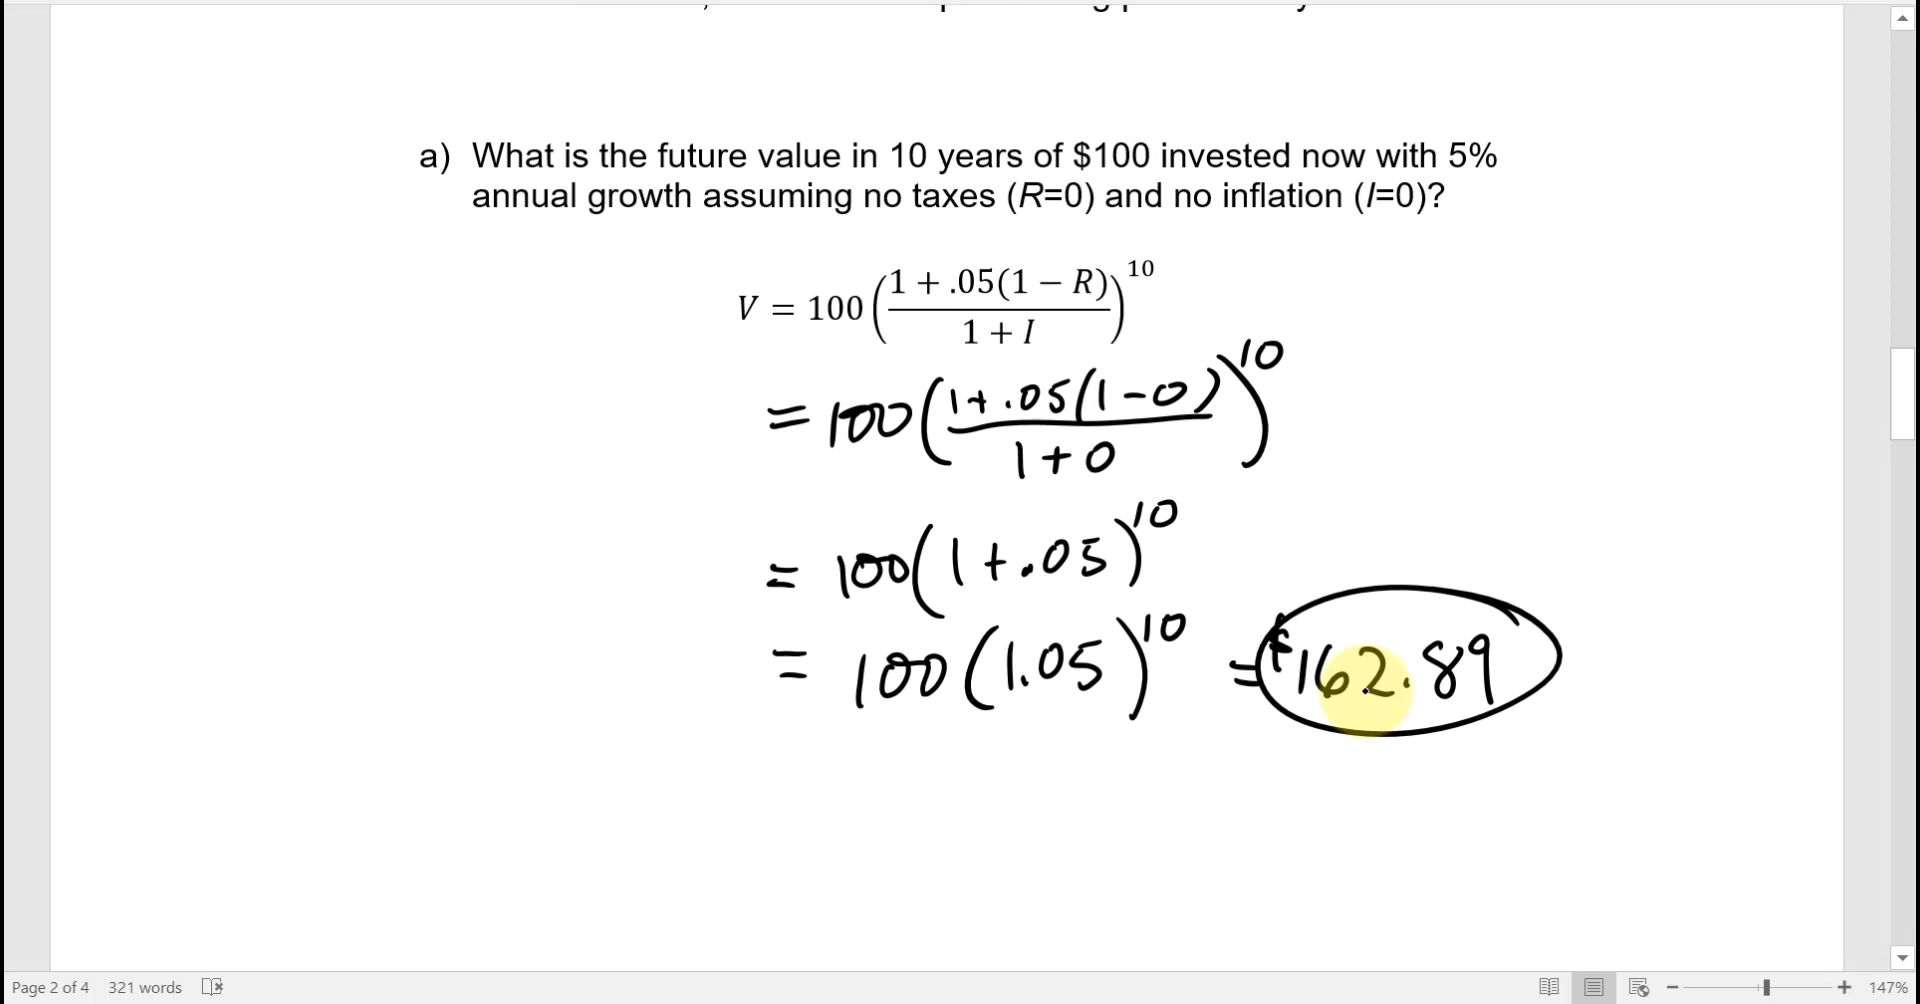 a) What is the future value in 10 years of $100 invested now with 5%
annual growth assuming no taxes (R=0) and no inflation (I=0)?
V = 100 ((1 + .05(1 − R))/(1 + I))^10
= 100 ((1 + .05(1 - 0))/(1 + 0))^10
= 100 (1 + .05)^10
= 100 (1.05)^10 = $162.89
Page 2 of 4 321 words 147%